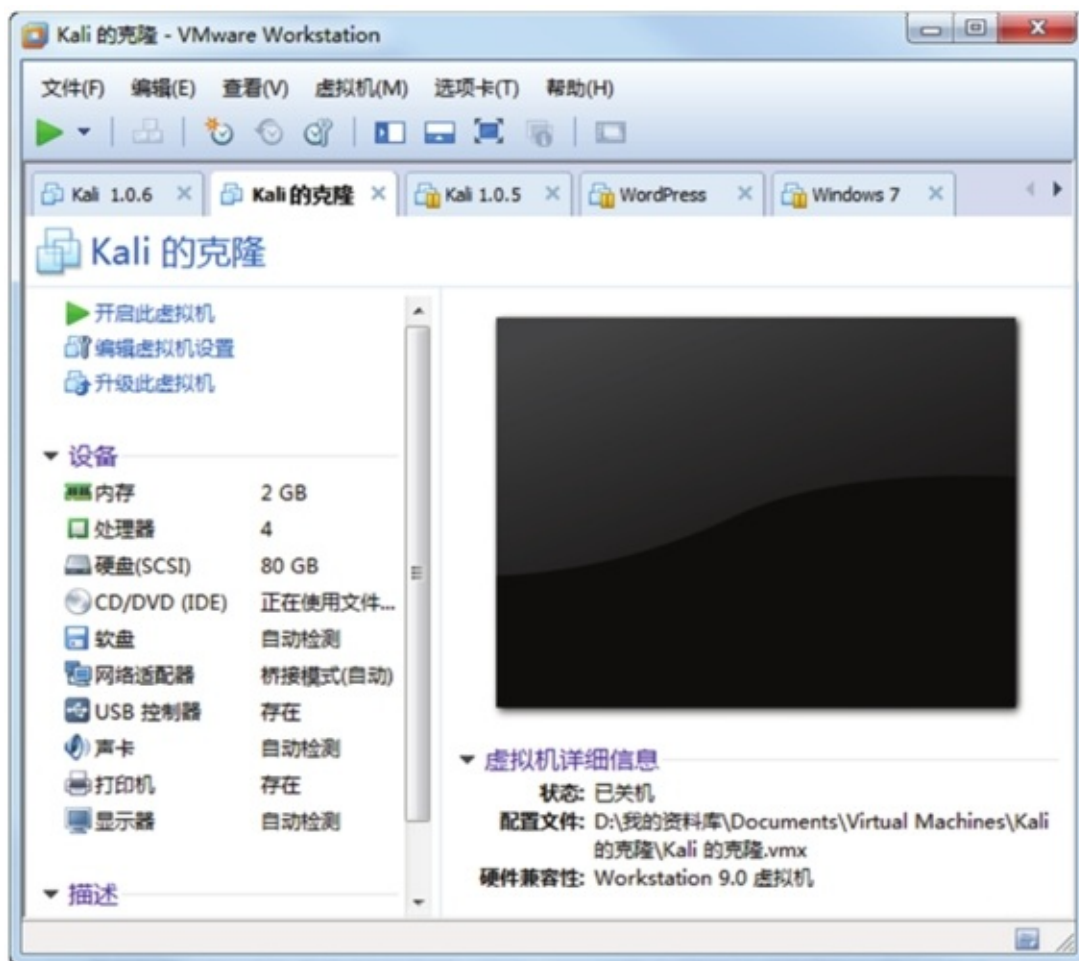 Kali 的克隆 - VMware Workstation
文件(F) 编辑(E) 查看(V) 虚拟机(M) 选项卡(T) 帮助(H)
Kali 1.0.6 Kali 的克隆 Kali 1.0.5 WordPress Windows 7
Kali 的克隆
开启此虚拟机
编辑虚拟机设置
升级此虚拟机
设备
内存 2 GB
处理器 4
硬盘(SCSI) 80 GB
CD/DVD (IDE) 正在使用文件...
软盘 自动检测
网络适配器 桥接模式(自动)
USB 控制器 存在
声卡 自动检测
打印机 存在
显示器 自动检测
描述
虚拟机详细信息
状态: 已关机
配置文件: D:\我的资料库\Documents\Virtual Machines\Kali
的克隆\Kali 的克隆.vmx
硬件兼容性: Workstation 9.0 虚拟机